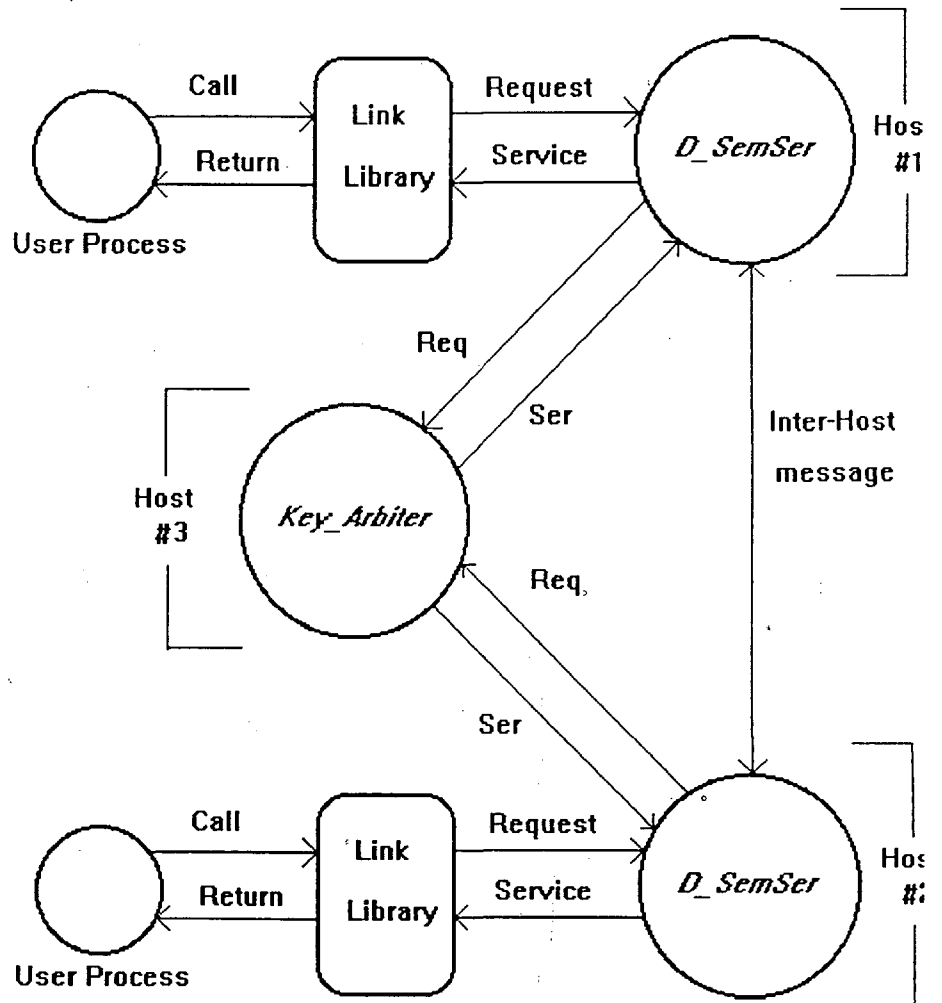 Call
Request
Link
Library
D_SemSer
Hos
#1
Return
Service
User Process
Req
Ser
Inter-Host
message
Host
#3
Key_Arbiter
Req
Ser
Call
Request
Link
Library
D_SemSer
Hos
Return
Service
User Process